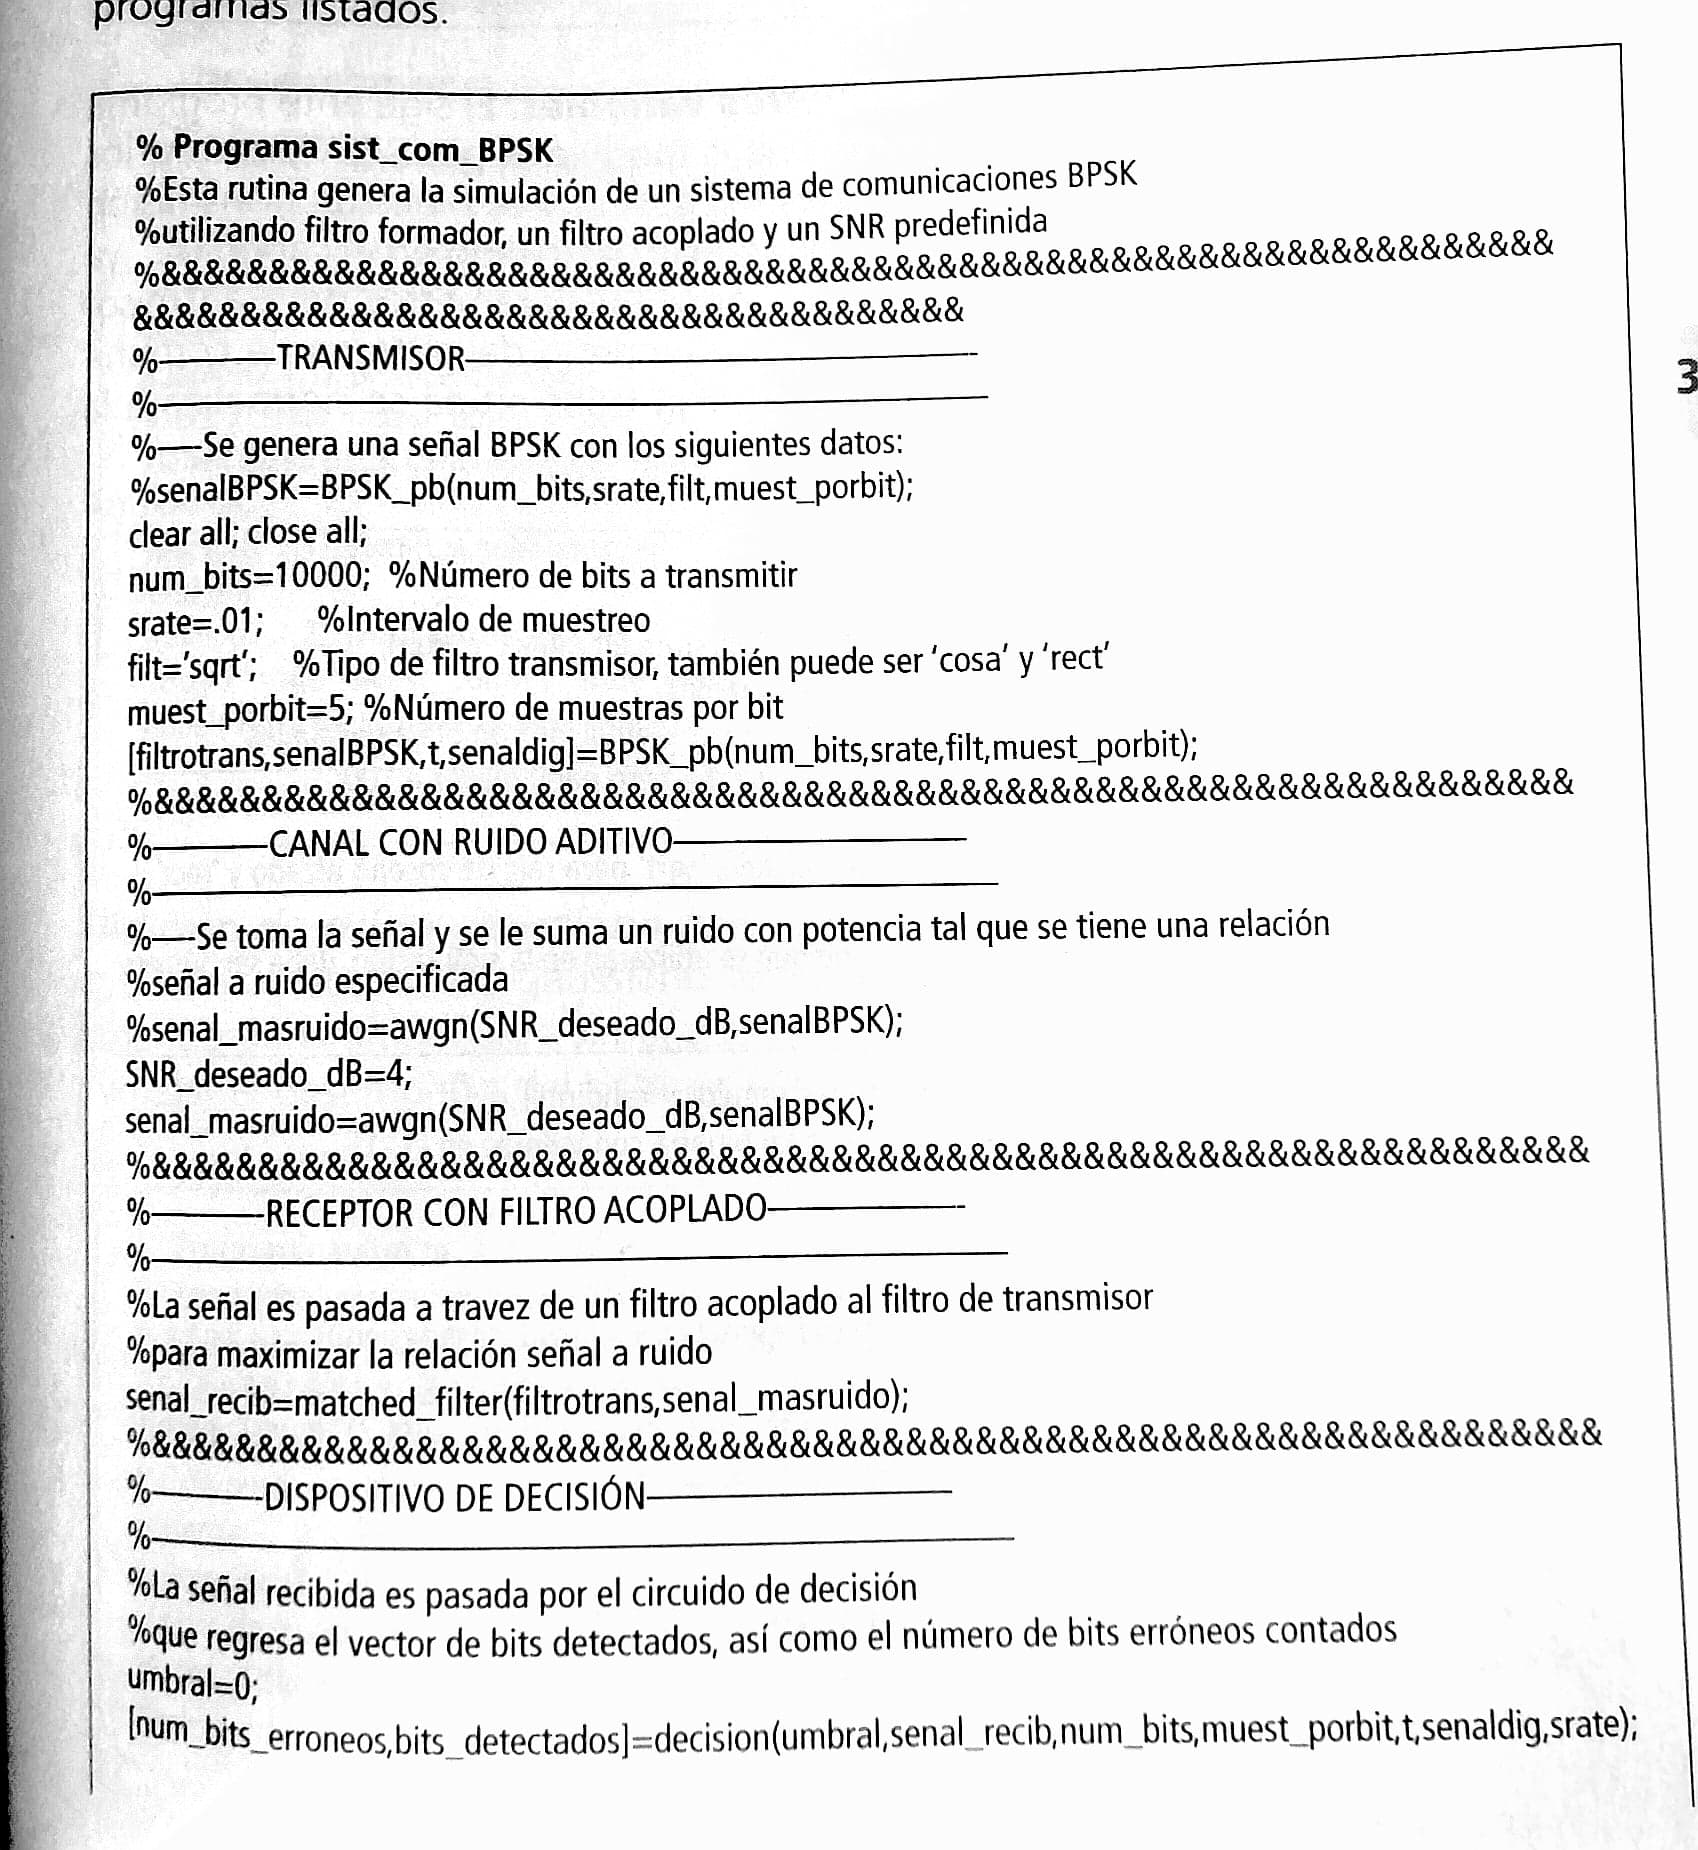 programas listados.
% Programa sist_com_BPSK
%Esta rutina genera la simulación de un sistema de comunicaciones BPSK
%utilizando filtro formador, un filtro acoplado y un SNR predefinida
%&&&&&&&&&&&&&&&&&&&&&&&&&&&&&&&&&&&&&&&&&&&&&&&&&&&&&&&&&&&&&&&&
&&&&&&&&&&&&&&&&&&&&&&&&&&&&&&&&&&&&&&
%———TRANSMISOR———————————————
%————————————————————————
%—-Se genera una señal BPSK con los siguientes datos:
%senalBPSK=BPSK_pb(num_bits,srate,filt,muest_porbit);
clear all; close all;
num_bits=10000; %Número de bits a transmitir
srate=.01; %Intervalo de muestreo
filt='sqrt'; %Tipo de filtro transmisor, también puede ser 'cosa' y 'rect'
muest_porbit=5; %Número de muestras por bit
[filtrotrans,senalBPSK,t,senaldig]=BPSK_pb(num_bits,srate,filt,muest_porbit);
%&&&&&&&&&&&&&&&&&&&&&&&&&&&&&&&&&&&&&&&&&&&&&&&&&&&&&&&&&&&&&&
%———-CANAL CON RUIDO ADITIVO————————
%————————————————————————
%—-Se toma la señal y se le suma un ruido con potencia tal que se tiene una relación
%señal a ruido especificada
%senal_masruido=awgn(SNR_deseado_dB,senalBPSK);
SNR_deseado_dB=4;
senal_masruido=awgn(SNR_deseado_dB,senalBPSK);
%&&&&&&&&&&&&&&&&&&&&&&&&&&&&&&&&&&&&&&&&&&&&&&&&&&&&&&&&&&&&&&
%———-RECEPTOR CON FILTRO ACOPLADO—————-
%————————————————————————
%La señal es pasada a travez de un filtro acoplado al filtro de transmisor
%para maximizar la relación señal a ruido
senal_recib=matched_filter(filtrotrans,senal_masruido);
%&&&&&&&&&&&&&&&&&&&&&&&&&&&&&&&&&&&&&&&&&&&&&&&&&&&&&&&&&&&&&&
%———-DISPOSITIVO DE DECISIÓN————————
%————————————————————————
%La señal recibida es pasada por el circuido de decisión
%que regresa el vector de bits detectados, así como el número de bits erróneos contados
umbral=0;
[num_bits_erroneos,bits_detectados]=decision(umbral,senal_recib,num_bits,muest_porbit,t,senaldig,srate);
3